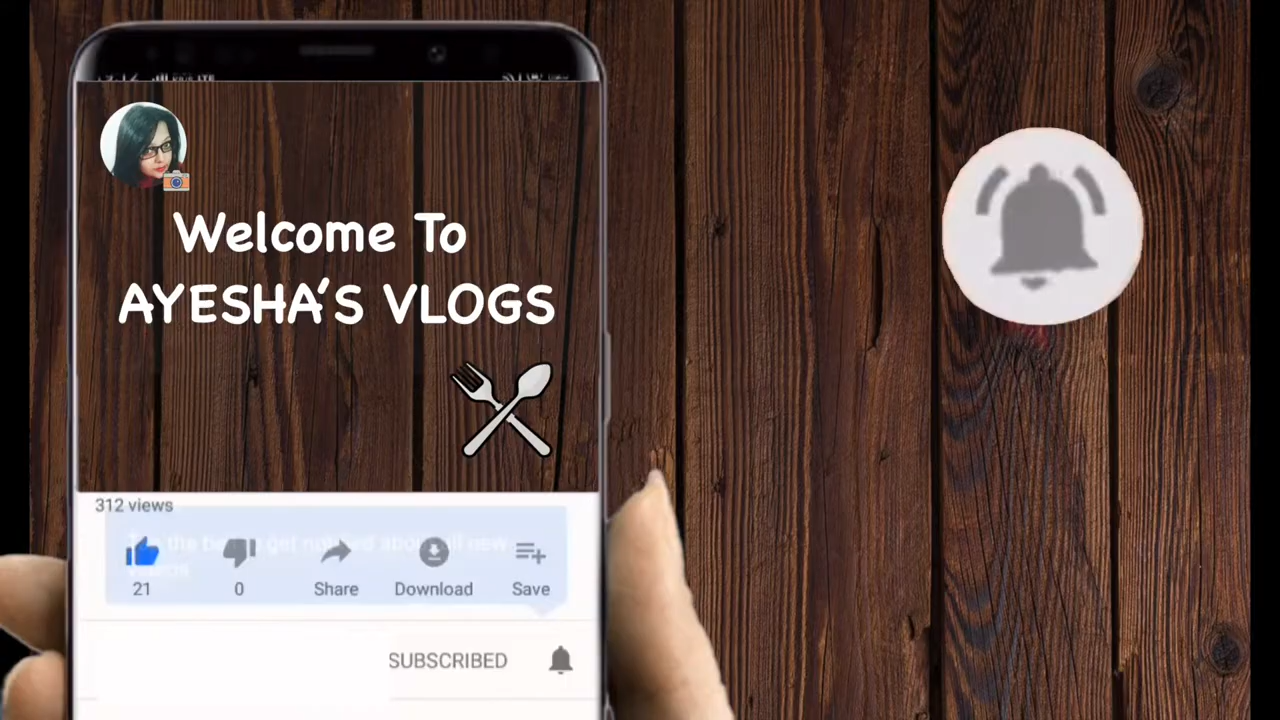 Welcome To
AYESHA'S VLOGS
312 views
21
0
Share
Download
Save
SUBSCRIBED